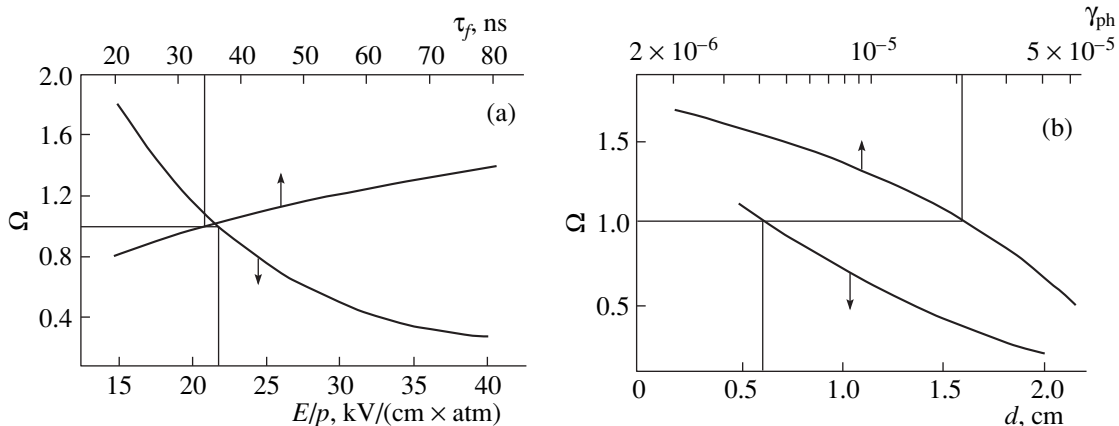 τf, ns
20 30 40 50 60 70 80
2.0
1.6
1.2
0.8
0.4
Ω
(a)
15 20 25 30 35 40
E/p, kV/(cm × atm)
γph
2 × 10−6 10−5 5 × 10−5
1.5
1.0
0.5
Ω
(b)
0 0.5 1.0 1.5 2.0
d, cm